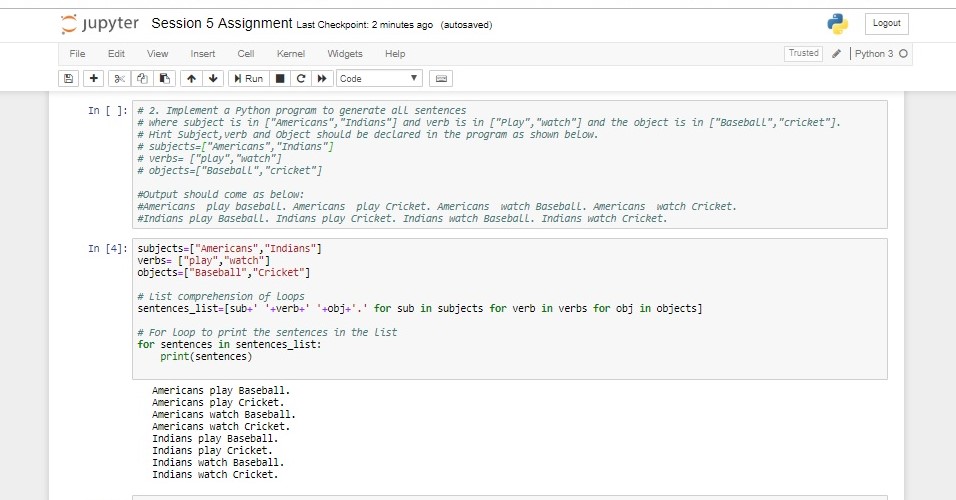 jupyter Session 5 Assignment Last Checkpoint: 2 minutes ago (autosaved)
Logout
File Edit View Insert Cell Kernel Widgets Help
Trusted Python 3
Run Code
In [ ]: # 2. Implement a Python program to generate all sentences
# where subject is in ["Americans","Indians"] and verb is in ["Play","watch"] and the object is in ["Baseball","cricket"].
# Hint Subject,verb and Object should be declared in the program as shown below.
# subjects=["Americans","Indians"]
# verbs= ["play","watch"]
# objects=["Baseball","cricket"]
#Output should come as below:
#Americans  play baseball. Americans  play Cricket. Americans  watch Baseball. Americans  watch Cricket.
#Indians play Baseball. Indians play Cricket. Indians watch Baseball. Indians watch Cricket.
In [4]: subjects=["Americans","Indians"]
verbs= ["play","watch"]
objects=["Baseball","Cricket"]
# List comprehension of Loops
sentences_list=[sub+' '+verb+' '+obj+'.' for sub in subjects for verb in verbs for obj in objects]
# For Loop to print the sentences in the list
for sentences in sentences_list:
    print(sentences)
Americans play Baseball.
Americans play Cricket.
Americans watch Baseball.
Americans watch Cricket.
Indians play Baseball.
Indians play Cricket.
Indians watch Baseball.
Indians watch Cricket.